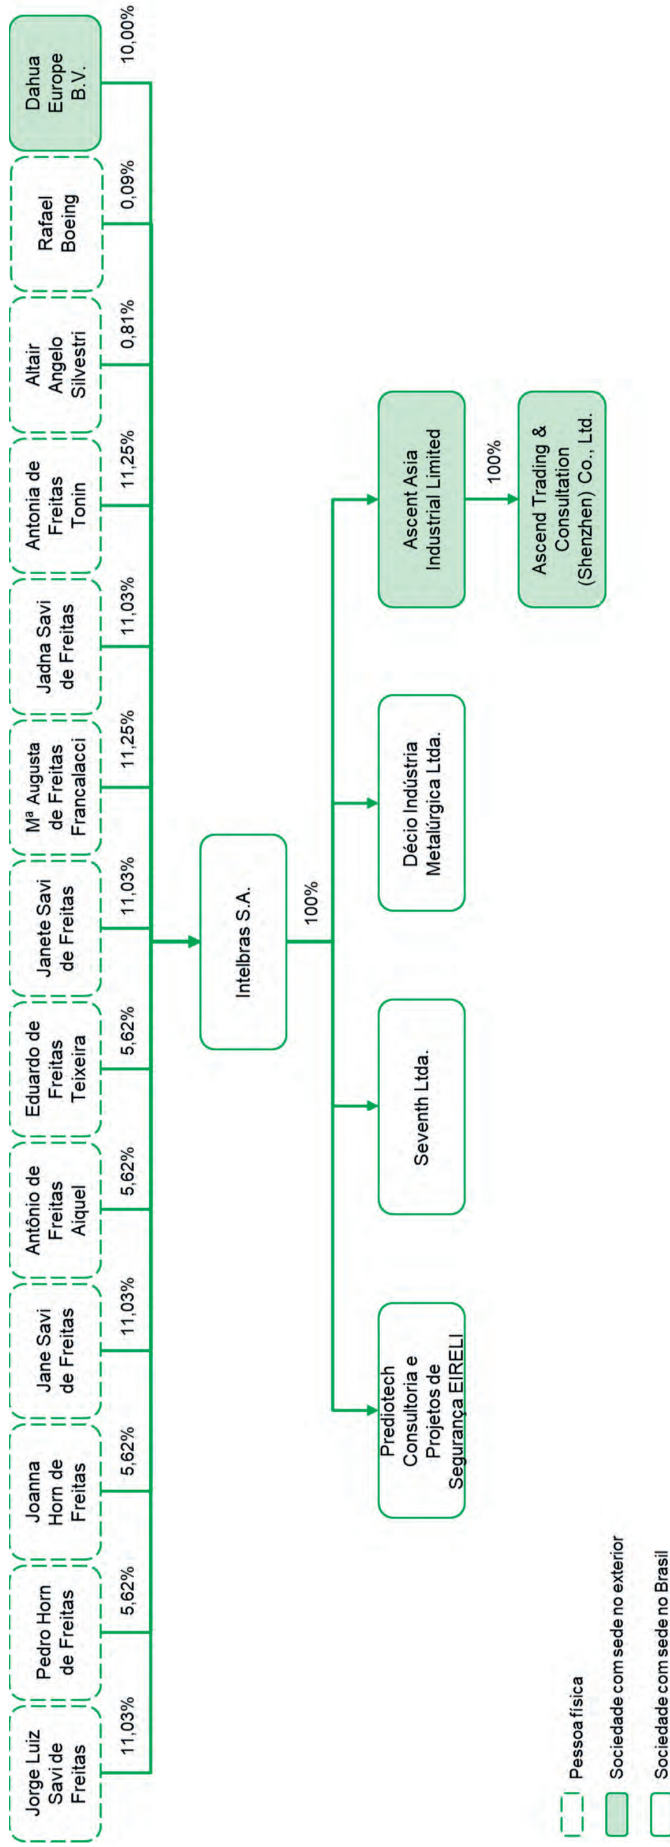 Jorge Luiz
Savi de
Freitas
11,03%
Pedro Horn
de Freitas
5,62%
Joanna
Horn de
Freitas
5,62%
Jane Savi
de Freitas
11,03%
Antônio de
Freitas
Aiquel
5,62%
Eduardo de
Freitas
Teixeira
5,62%
Janete Savi
de Freitas
11,03%
Mª Augusta
de Freitas
Francalacci
11,25%
Jadna Savi
de Freitas
11,03%
Antonia de
Freitas
Tonin
11,25%
Altair
Angelo
Silvestri
0,81%
Rafael
Boeing
0,09%
Dahua
Europe
B.V.
10,00%
Intelbras S.A.
100%
Prediotech
Consultoria e
Projetos de
Segurança EIRELI
Seventh Ltda.
Décio Indústria
Metalúrgica Ltda.
Ascent Asia
Industrial Limited
100%
Ascend Trading &
Consultation
(Shenzhen) Co., Ltd.
Pessoa física
Sociedade com sede no exterior
Sociedade com sede no Brasil